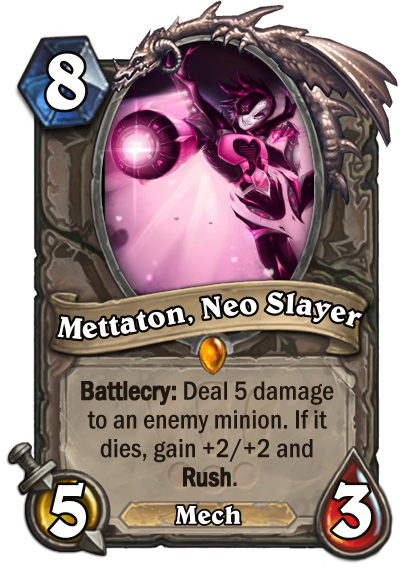 8
Mettaton, Neo Slayer
Battlecry: Deal 5 damage
to an enemy minion. If it
dies, gain +2/+2 and
Rush.
5
Mech
3